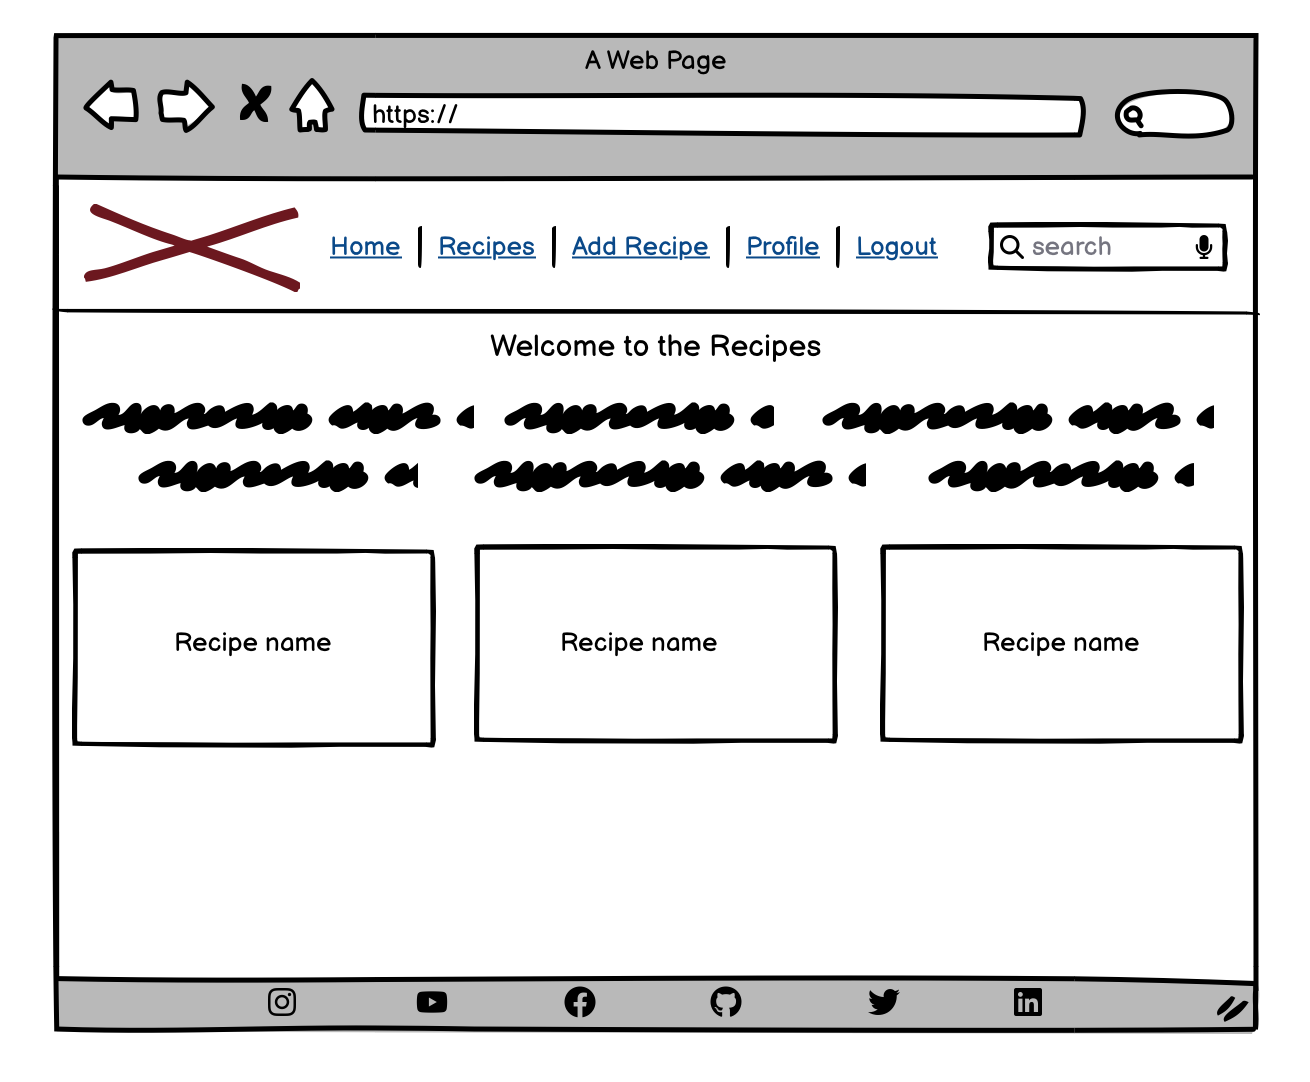 A Web Page
https://
Home Recipes Add Recipe Profile Logout search
Welcome to the Recipes
Recipe name Recipe name Recipe name